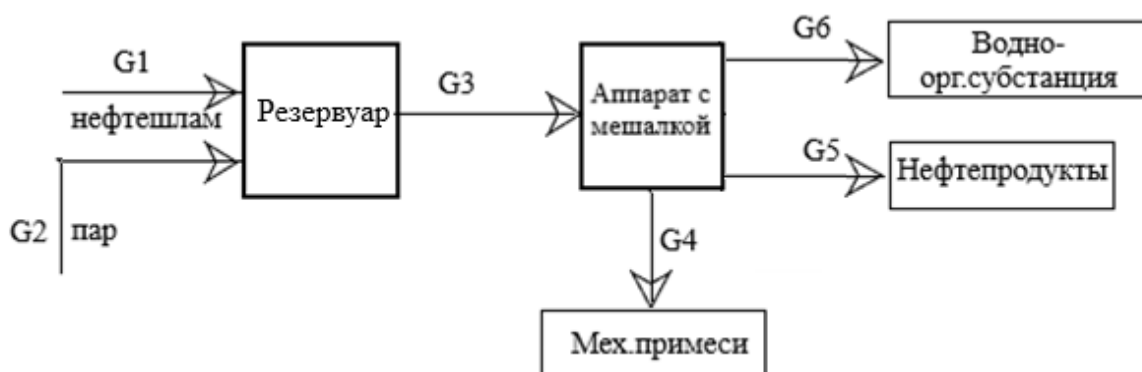 G1
нефтешлам
G2
пар
Резервуар
G3
Аппарат с
мешалкой
G6
Водно-
орг.субстанция
G5
Нефтепродукты
G4
Мех.примеси